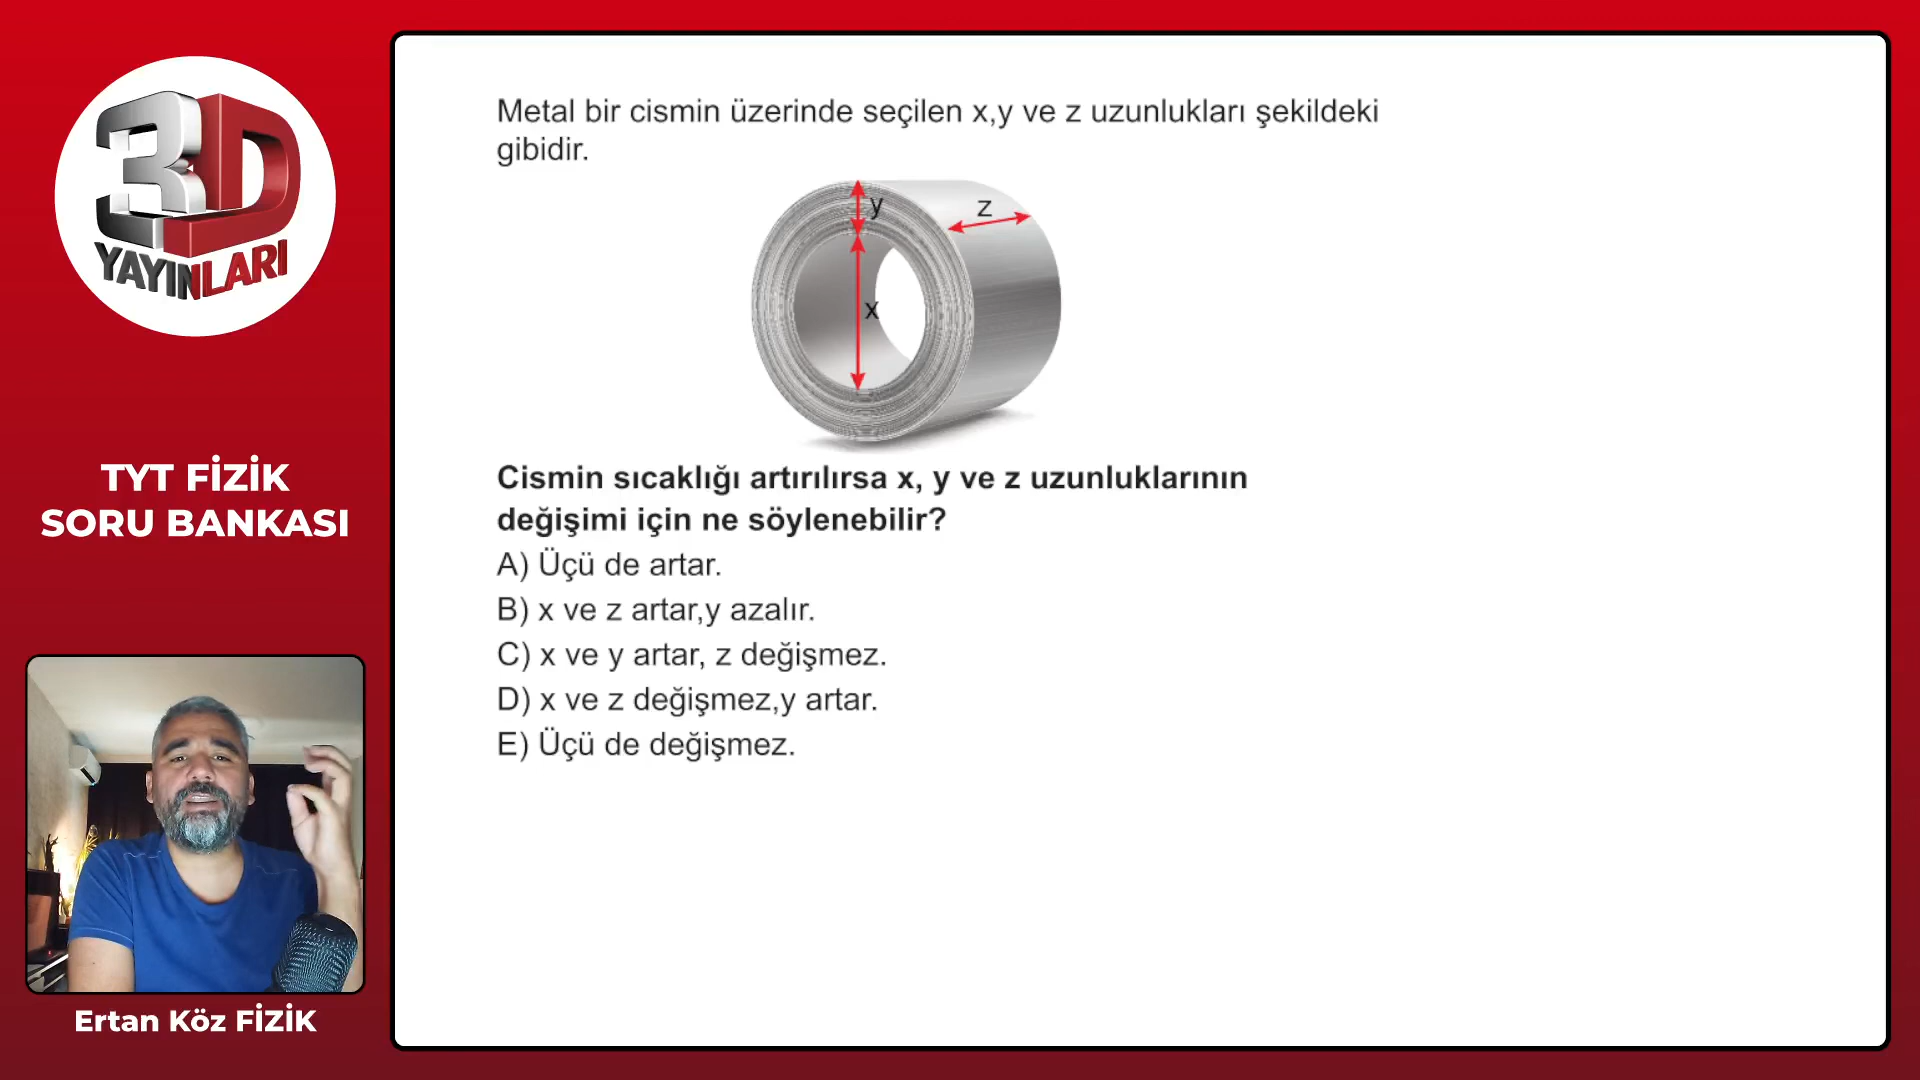 3D
YAYINLARI
TYT FİZİK
SORU BANKASI
Ertan Köz FİZİK
Metal bir cismin üzerinde seçilen x,y ve z uzunlukları şekildeki
gibidir.
y
z
x
Cismin sıcaklığı artırılırsa x, y ve z uzunluklarının
değişimi için ne söylenebilir?
A) Üçü de artar.
B) x ve z artar,y azalır.
C) x ve y artar, z değişmez.
D) x ve z değişmez,y artar.
E) Üçü de değişmez.